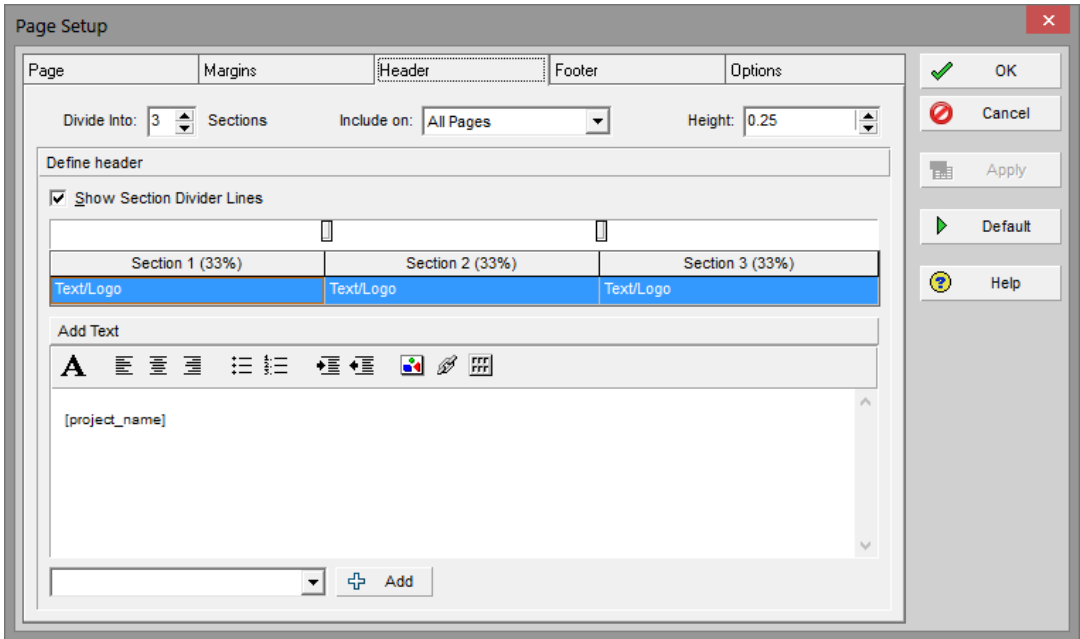 Page Setup
Page Margins Header Footer Options
OK
Divide Into: 3 Sections Include on: All Pages Height: 0.25
Cancel
Define header
Apply
Show Section Divider Lines
Default
Section 1 (33%) Section 2 (33%) Section 3 (33%)
Text/Logo Text/Logo Text/Logo
Help
Add Text
A
[project_name]
Add